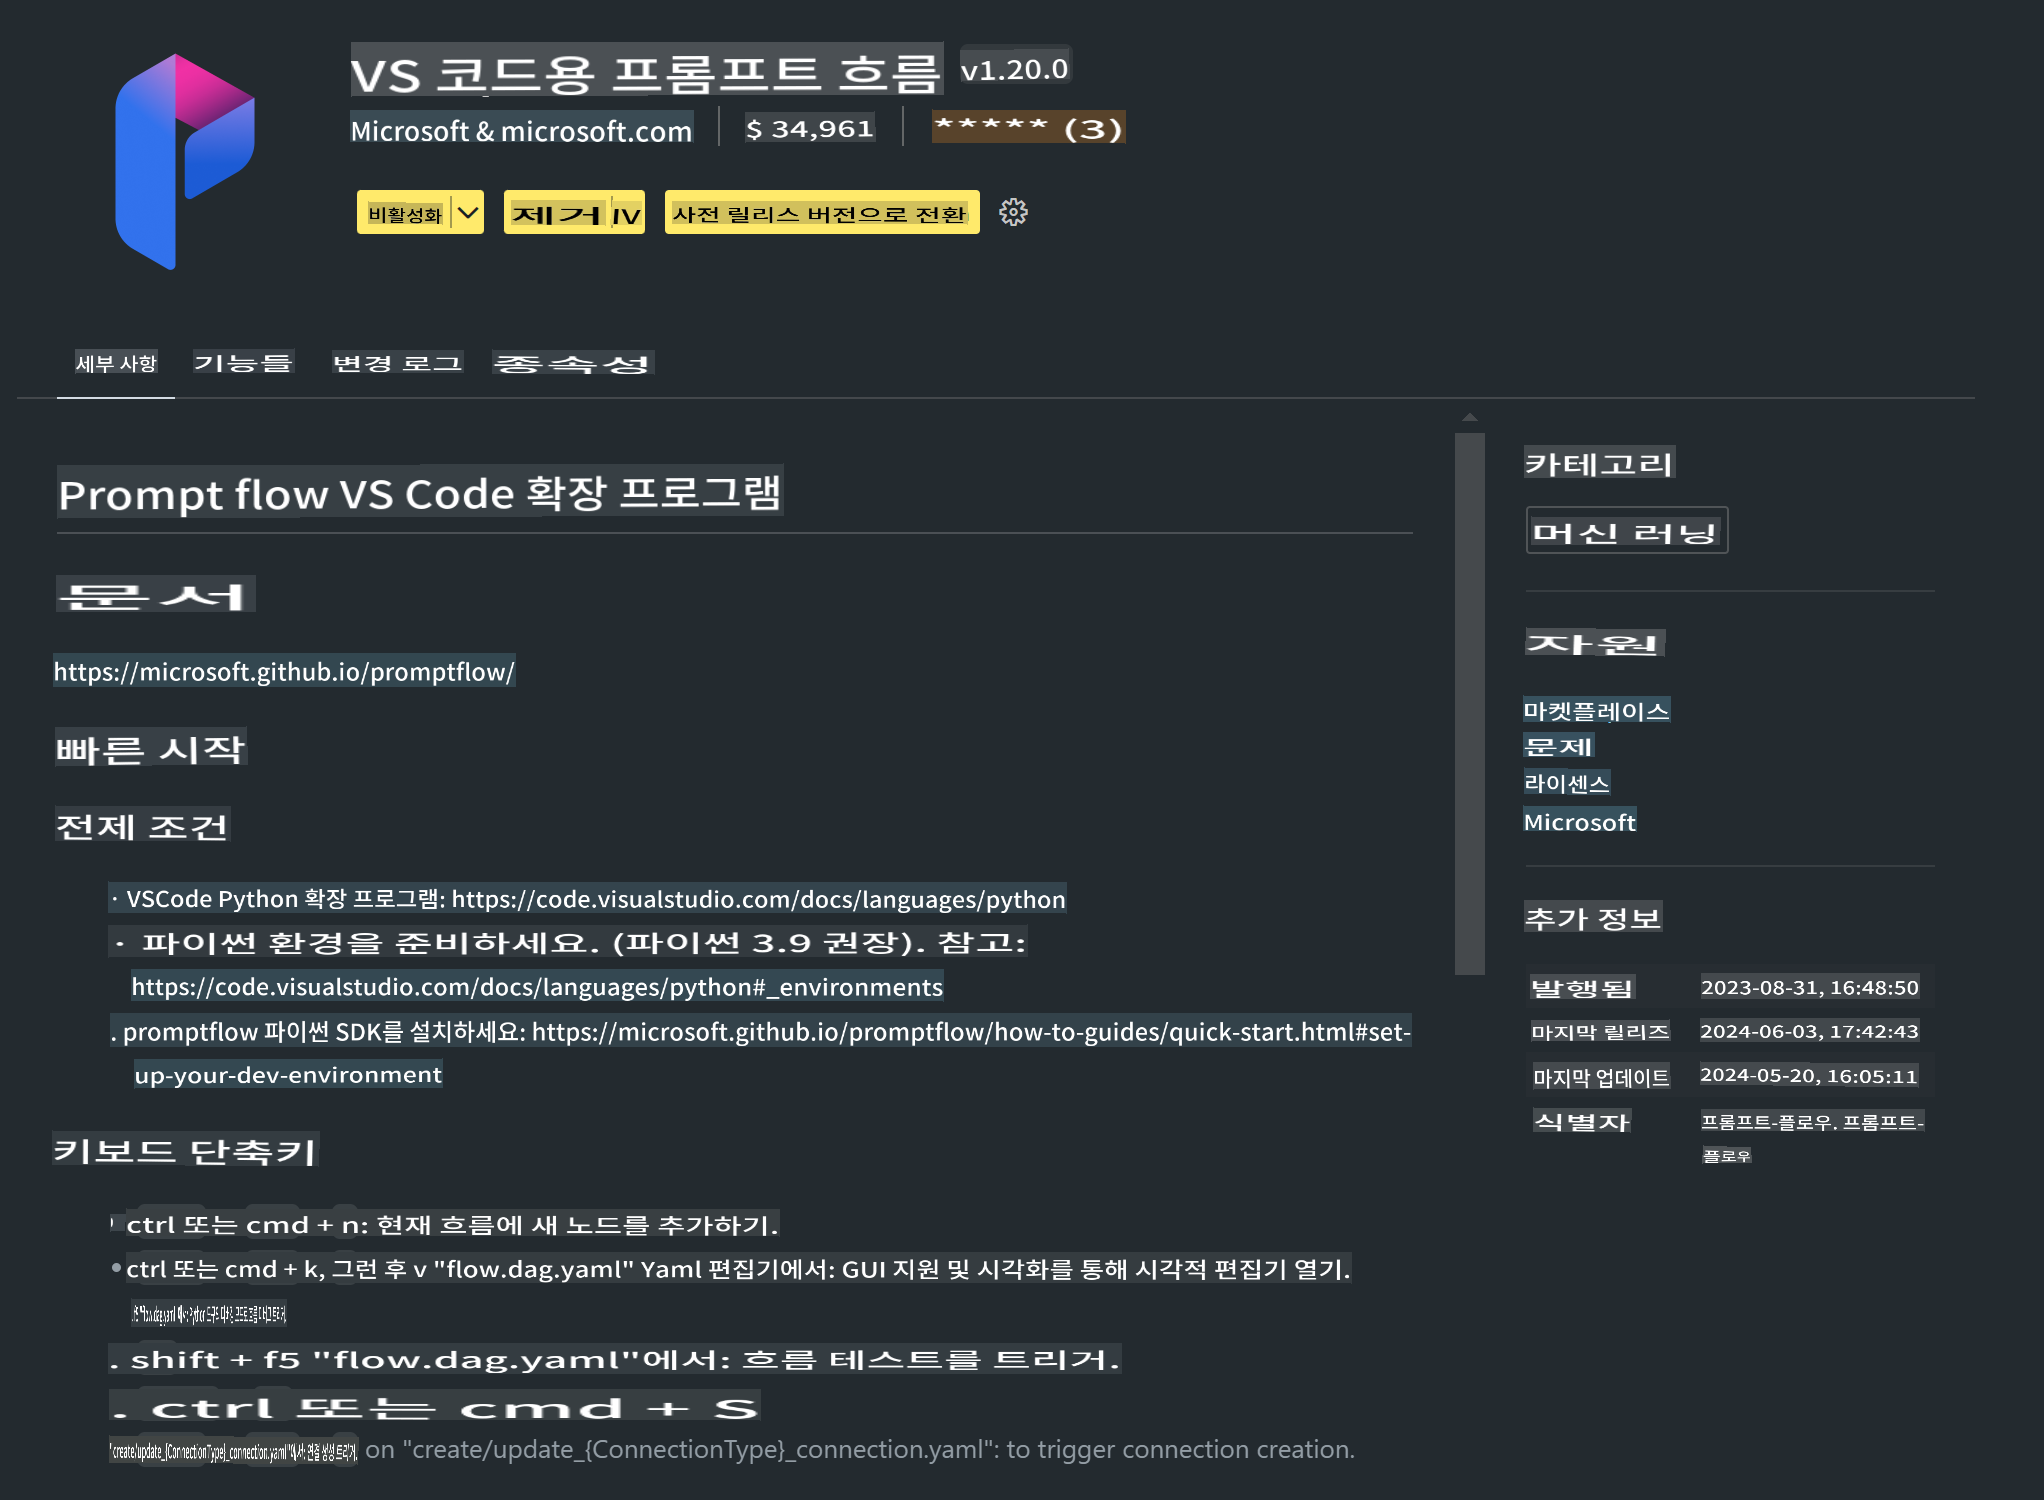 VS 코드용 프롬프트 흐름 v1.20.0
Microsoft & microsoft.com $ 34,961 ***** (3)
비활성화 제거 IV 사전 릴리스 버전으로 전환
세부 사항 기능들 변경 로그 종속성
Prompt flow VS Code 확장 프로그램
문서
https://microsoft.github.io/promptflow/
빠른 시작
전제 조건
· VSCode Python 확장 프로그램: https://code.visualstudio.com/docs/languages/python
· 파이썬 환경을 준비하세요. (파이썬 3.9 권장). 참고:
https://code.visualstudio.com/docs/languages/python#_environments
. promptflow 파이썬 SDK를 설치하세요: https://microsoft.github.io/promptflow/how-to-guides/quick-start.html#set-
up-your-dev-environment
키보드 단축키
ctrl 또는 cmd + n: 현재 흐름에 새 노드를 추가하기.
ctrl 또는 cmd + k, 그런 후 v "flow.dag.yaml" Yaml 편집기에서: GUI 지원 및 시각화를 통해 시각적 편집기 열기.
. shift + f5 "flow.dag.yaml"에서: 흐름 테스트를 트리거.
. ctrl 또는 cmd + S
"create/update_{ConnectionType}_connection.yaml"에서: 연결 생성 트리거. on "create/update_{ConnectionType}_connection.yaml": to trigger connection creation.
카테고리
머신 러닝
자원
마켓플레이스
문제
라이센스
Microsoft
추가 정보
발행됨 2023-08-31, 16:48:50
마지막 릴리즈 2024-06-03, 17:42:43
마지막 업데이트 2024-05-20, 16:05:11
식별자 프롬프트-플로우. 프롬프트-
플로우